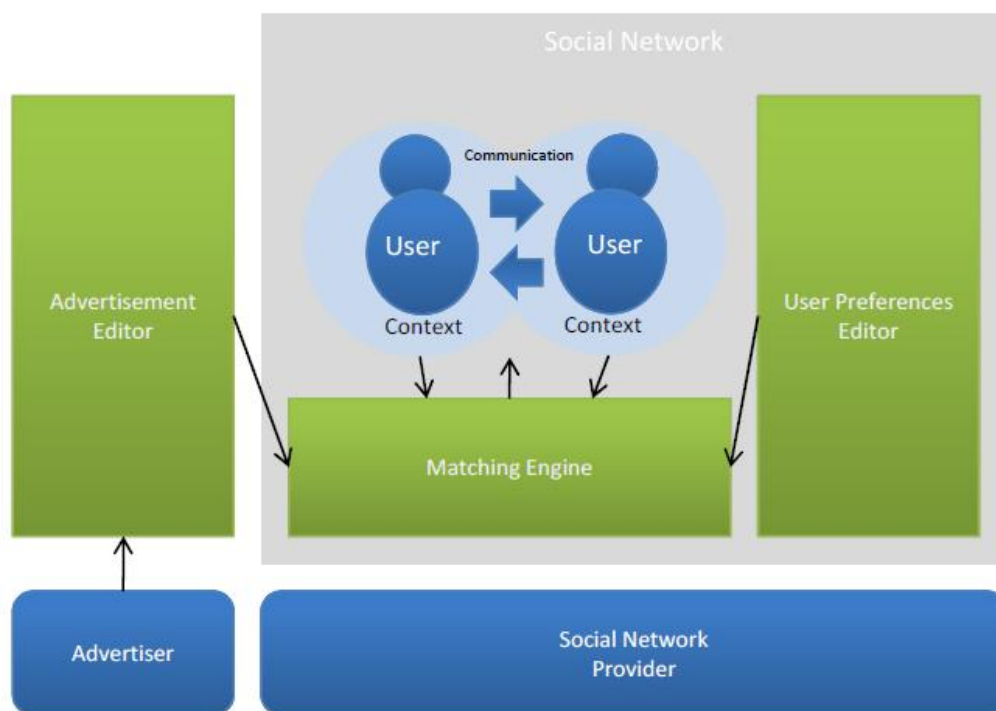 Social Network
Communication
User
User
Context
Context
Advertisement
Editor
User Preferences
Editor
Matching Engine
Advertiser
Social Network
Provider